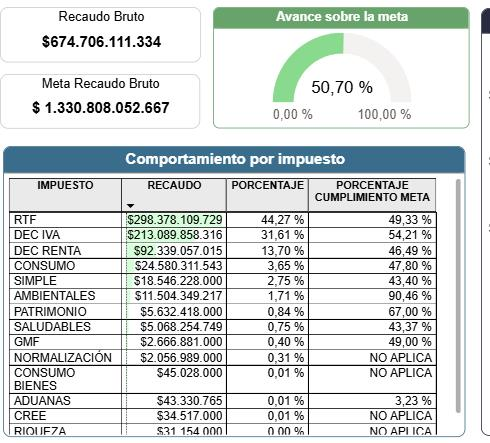 Recaudo Bruto
$674.706.111.334
Meta Recaudo Bruto
$ 1.330.808.052.667
Avance sobre la meta
50,70 %
0,00 % 100,00 %
Comportamiento por impuesto
IMPUESTO RECAUDO PORCENTAJE PORCENTAJE CUMPLIMIENTO META
RTF $298.378.109.729 44,27 % 49,33 %
DEC IVA $213.089.858.316 31,61 % 54,21 %
DEC RENTA $92.339.057.015 13,70 % 46,49 %
CONSUMO $24.580.311.543 3,65 % 47,80 %
SIMPLE $18.546.228.000 2,75 % 43,40 %
AMBIENTALES $11.504.349.217 1,71 % 90,46 %
PATRIMONIO $5.632.418.000 0,84 % 67,00 %
SALUDABLES $5.068.254.749 0,75 % 43,37 %
GMF $2.666.881.000 0,40 % 49,00 %
NORMALIZACIÓN $2.056.989.000 0,31 % NO APLICA
CONSUMO BIENES $45.028.000 0,01 % NO APLICA
ADUANAS $43.330.765 0,01 % 3,23 %
CREE $34.517.000 0,01 % NO APLICA
RIQUEZA $31.154.000 0,00 % NO APLICA